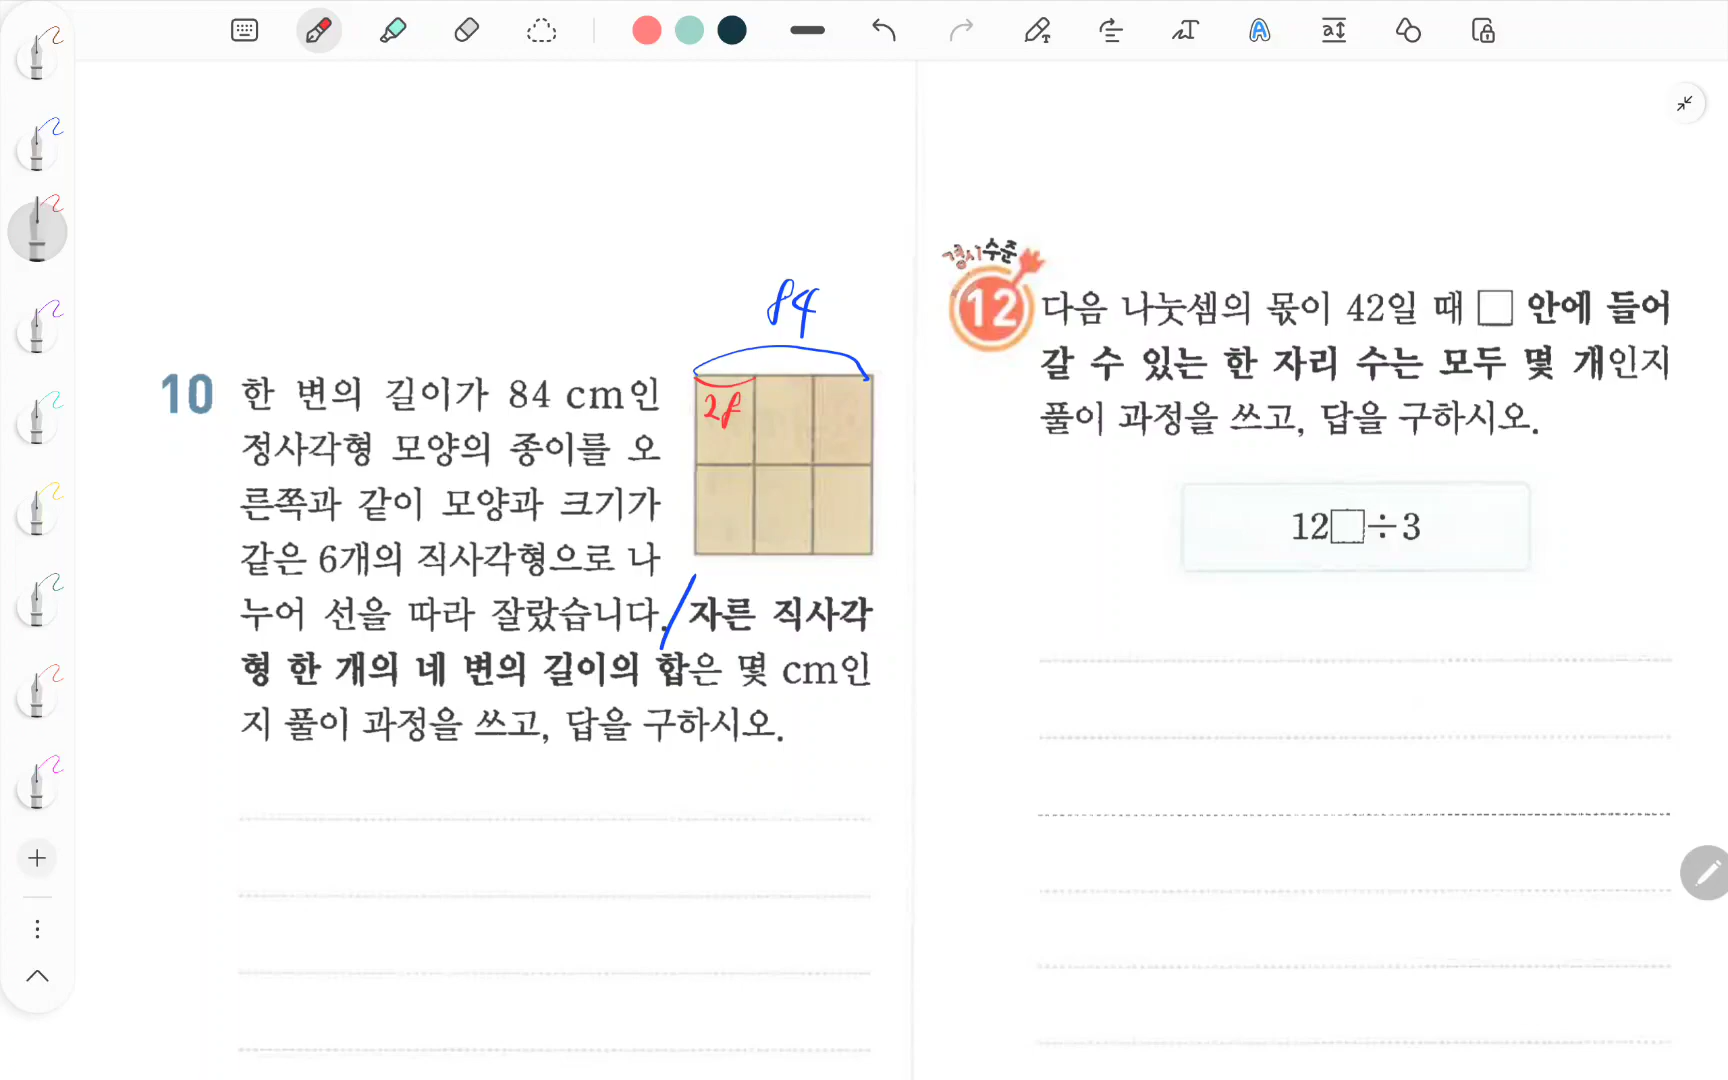 84
28
10
한 변의 길이가 84 cm인
정사각형 모양의 종이를 오
른쪽과 같이 모양과 크기가
같은 6개의 직사각형으로 나
누어 선을 따라 잘랐습니다. 자른 직사각
형 한 개의 네 변의 길이의 합은 몇 cm인
지 풀이 과정을 쓰고, 답을 구하시오.
경시수준
12
다음 나눗셈의 몫이 42일 때 □ 안에 들어
갈 수 있는 한 자리 수는 모두 몇 개인지
풀이 과정을 쓰고, 답을 구하시오.
12□÷3